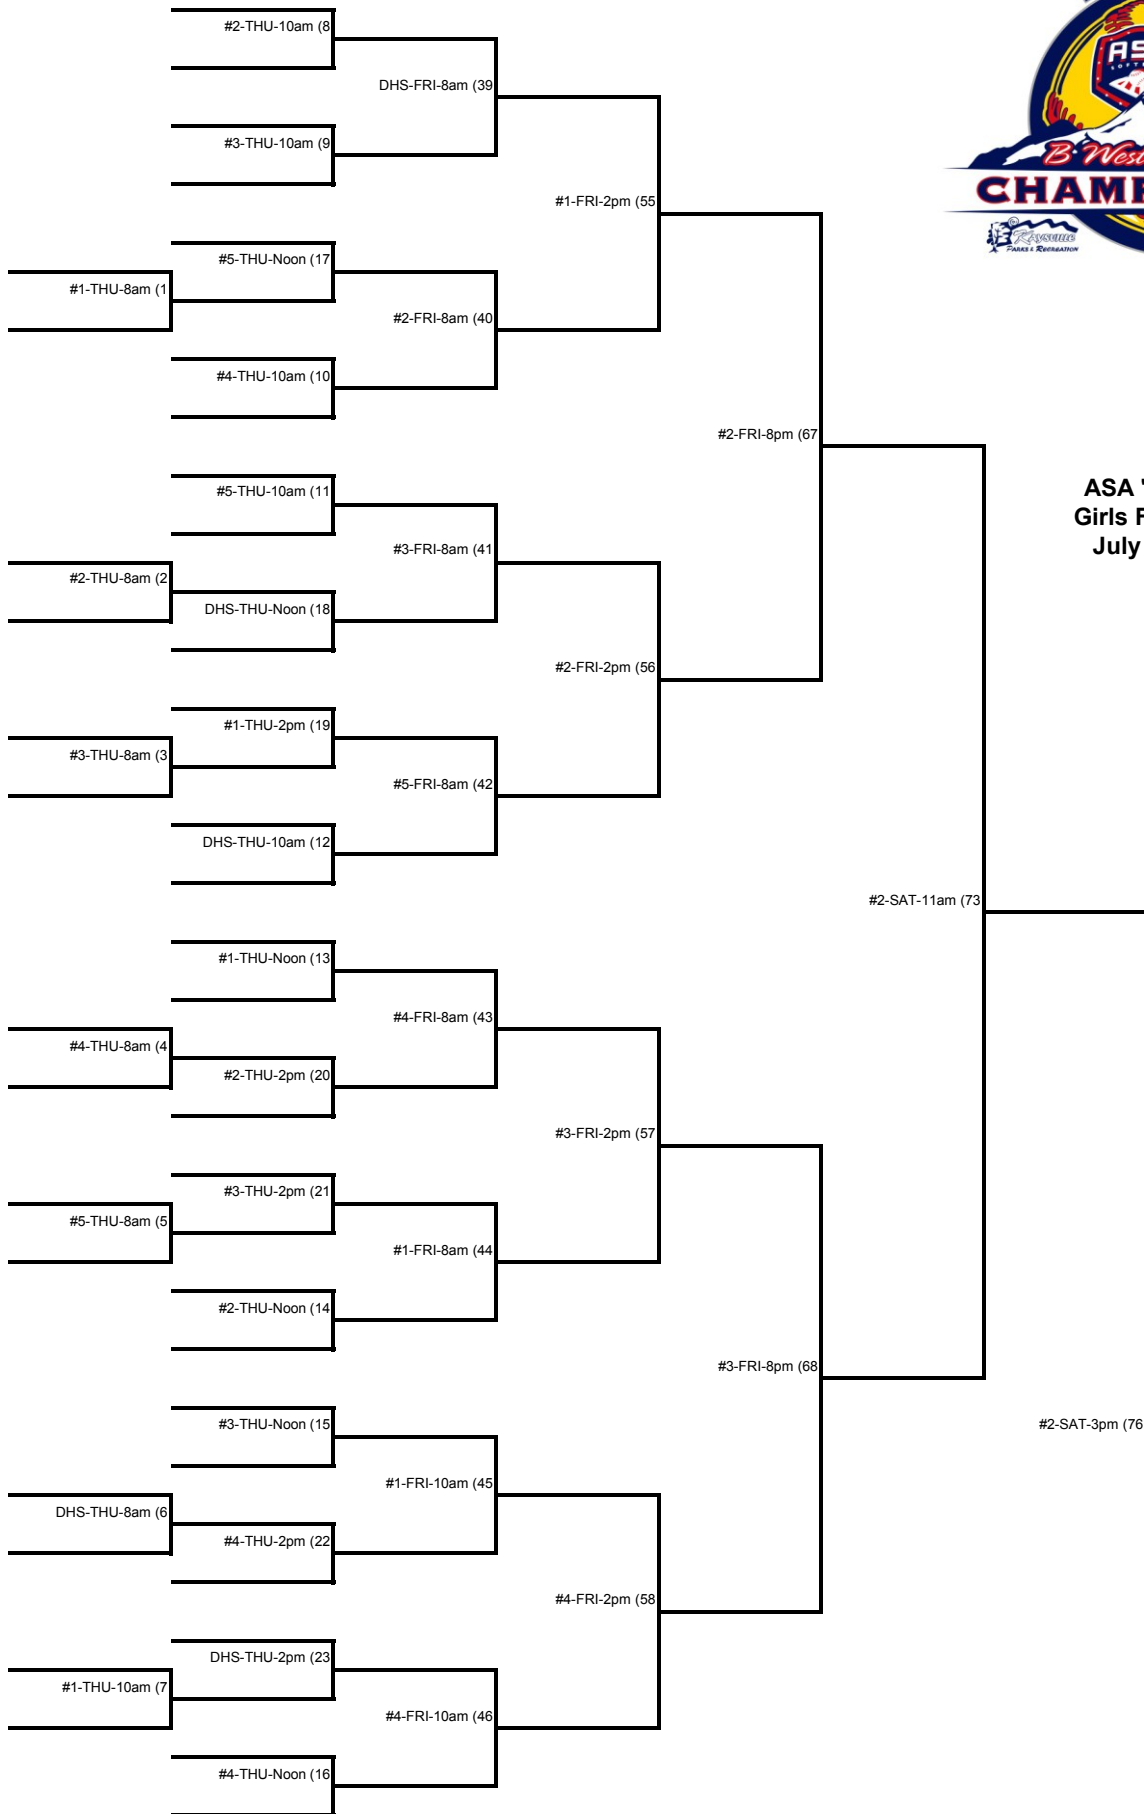 #2-THU-10am (8
DHS-FRI-8am (39
#3-THU-10am (9
#1-FRI-2pm (55
#5-THU-Noon (17
#1-THU-8am (1
#2-FRI-8am (40
#4-THU-10am (10
#2-FRI-8pm (67
#5-THU-10am (11
#3-FRI-8am (41
#2-THU-8am (2
DHS-THU-Noon (18
#2-FRI-2pm (56
#1-THU-2pm (19
#3-THU-8am (3
#5-FRI-8am (42
DHS-THU-10am (12
#2-SAT-11am (73
#1-THU-Noon (13
#4-FRI-8am (43
#4-THU-8am (4
#2-THU-2pm (20
#3-FRI-2pm (57
#3-THU-2pm (21
#5-THU-8am (5
#1-FRI-8am (44
#2-THU-Noon (14
#3-FRI-8pm (68
#3-THU-Noon (15
#2-SAT-3pm (76
#1-FRI-10am (45
DHS-THU-8am (6
#4-THU-2pm (22
#4-FRI-2pm (58
DHS-THU-2pm (23
#1-THU-10am (7
#4-FRI-10am (46
#4-THU-Noon (16
AS
SOFT
B West
CHAMP
Kaysville
PARKS & RECREATION
ASA "
Girls F
July